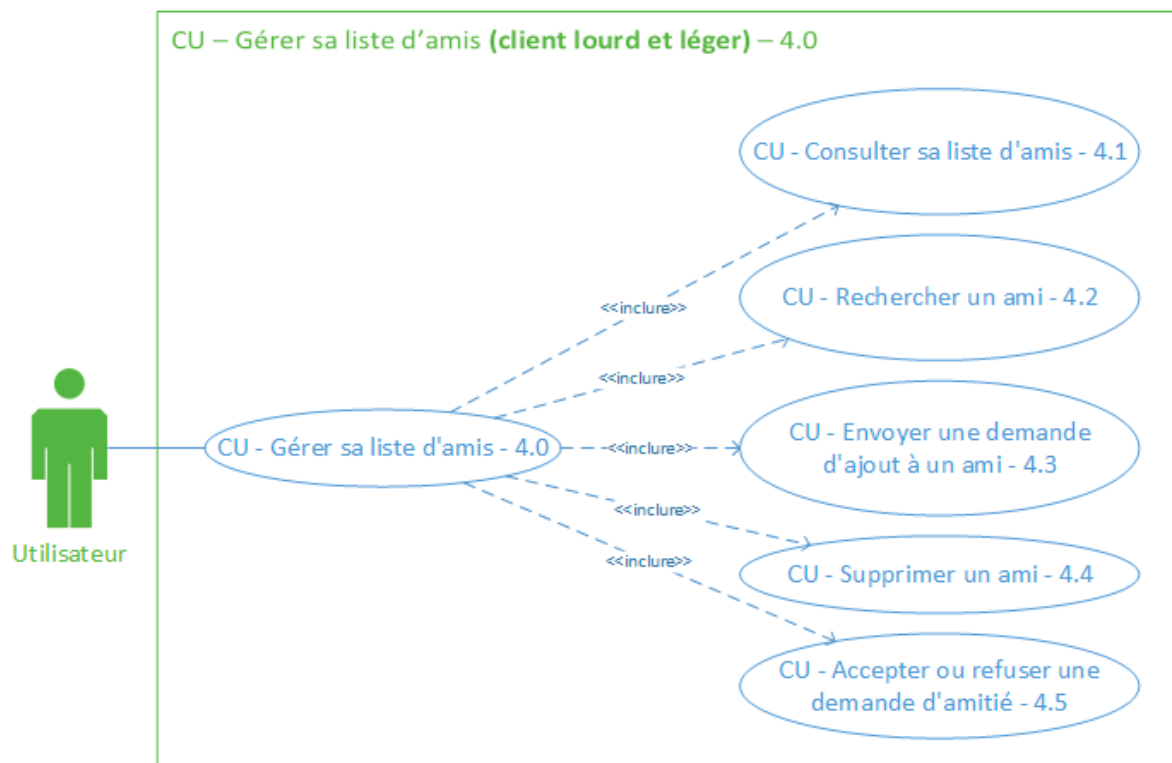 CU – Gérer sa liste d’amis (client lourd et léger) – 4.0
CU - Consulter sa liste d'amis - 4.1
<<inclure>>
CU - Rechercher un ami - 4.2
<<inclure>>
CU - Gérer sa liste d'amis - 4.0
<<inclure>>
CU - Envoyer une demande
d'ajout à un ami - 4.3
<<inclure>>
CU - Supprimer un ami - 4.4
<<inclure>>
CU - Accepter ou refuser une
demande d'amitié - 4.5
Utilisateur